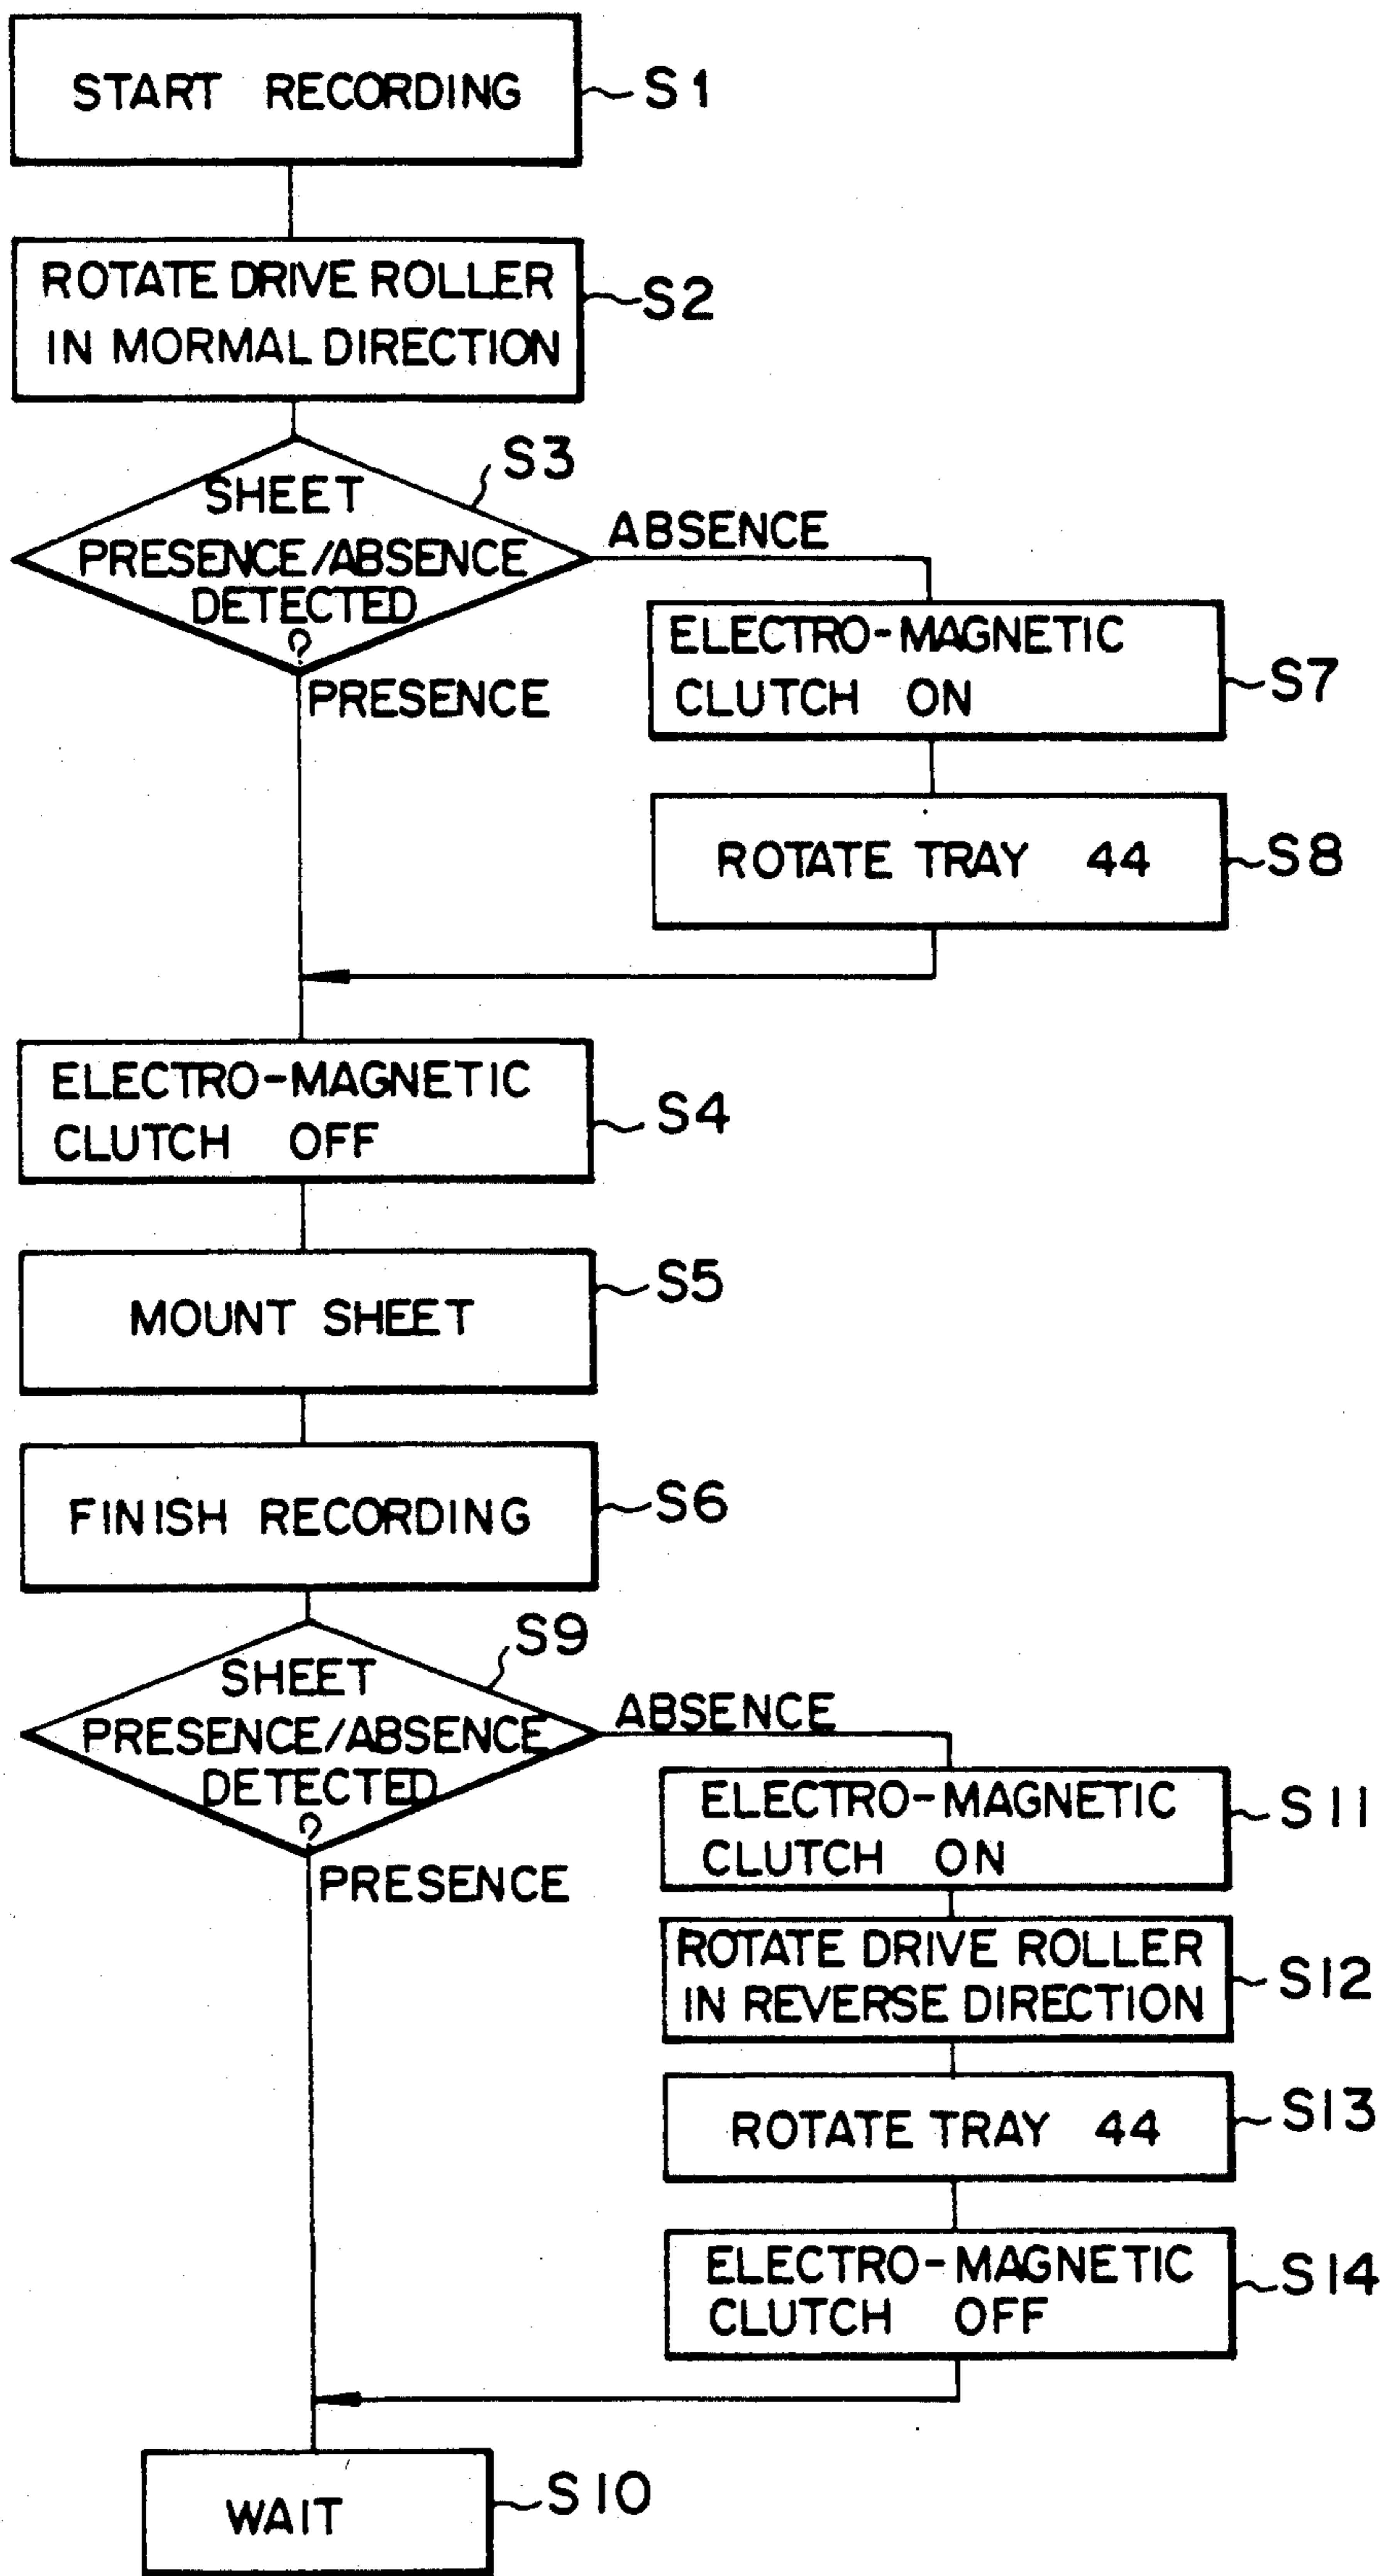 START RECORDING
S1
ROTATE DRIVE ROLLER
IN MORMAL DIRECTION
S2
S3
SHEET
PRESENCE/ABSENCE
DETECTED
?
ABSENCE
PRESENCE
ELECTRO-MAGNETIC
CLUTCH ON
S7
ROTATE TRAY 44
S8
ELECTRO-MAGNETIC
CLUTCH OFF
S4
MOUNT SHEET
S5
FINISH RECORDING
S6
S9
SHEET
PRESENCE/ABSENCE
DETECTED
?
ABSENCE
PRESENCE
ELECTRO-MAGNETIC
CLUTCH ON
S11
ROTATE DRIVE ROLLER
IN REVERSE DIRECTION
S12
ROTATE TRAY 44
S13
ELECTRO-MAGNETIC
CLUTCH OFF
S14
WAIT
S10